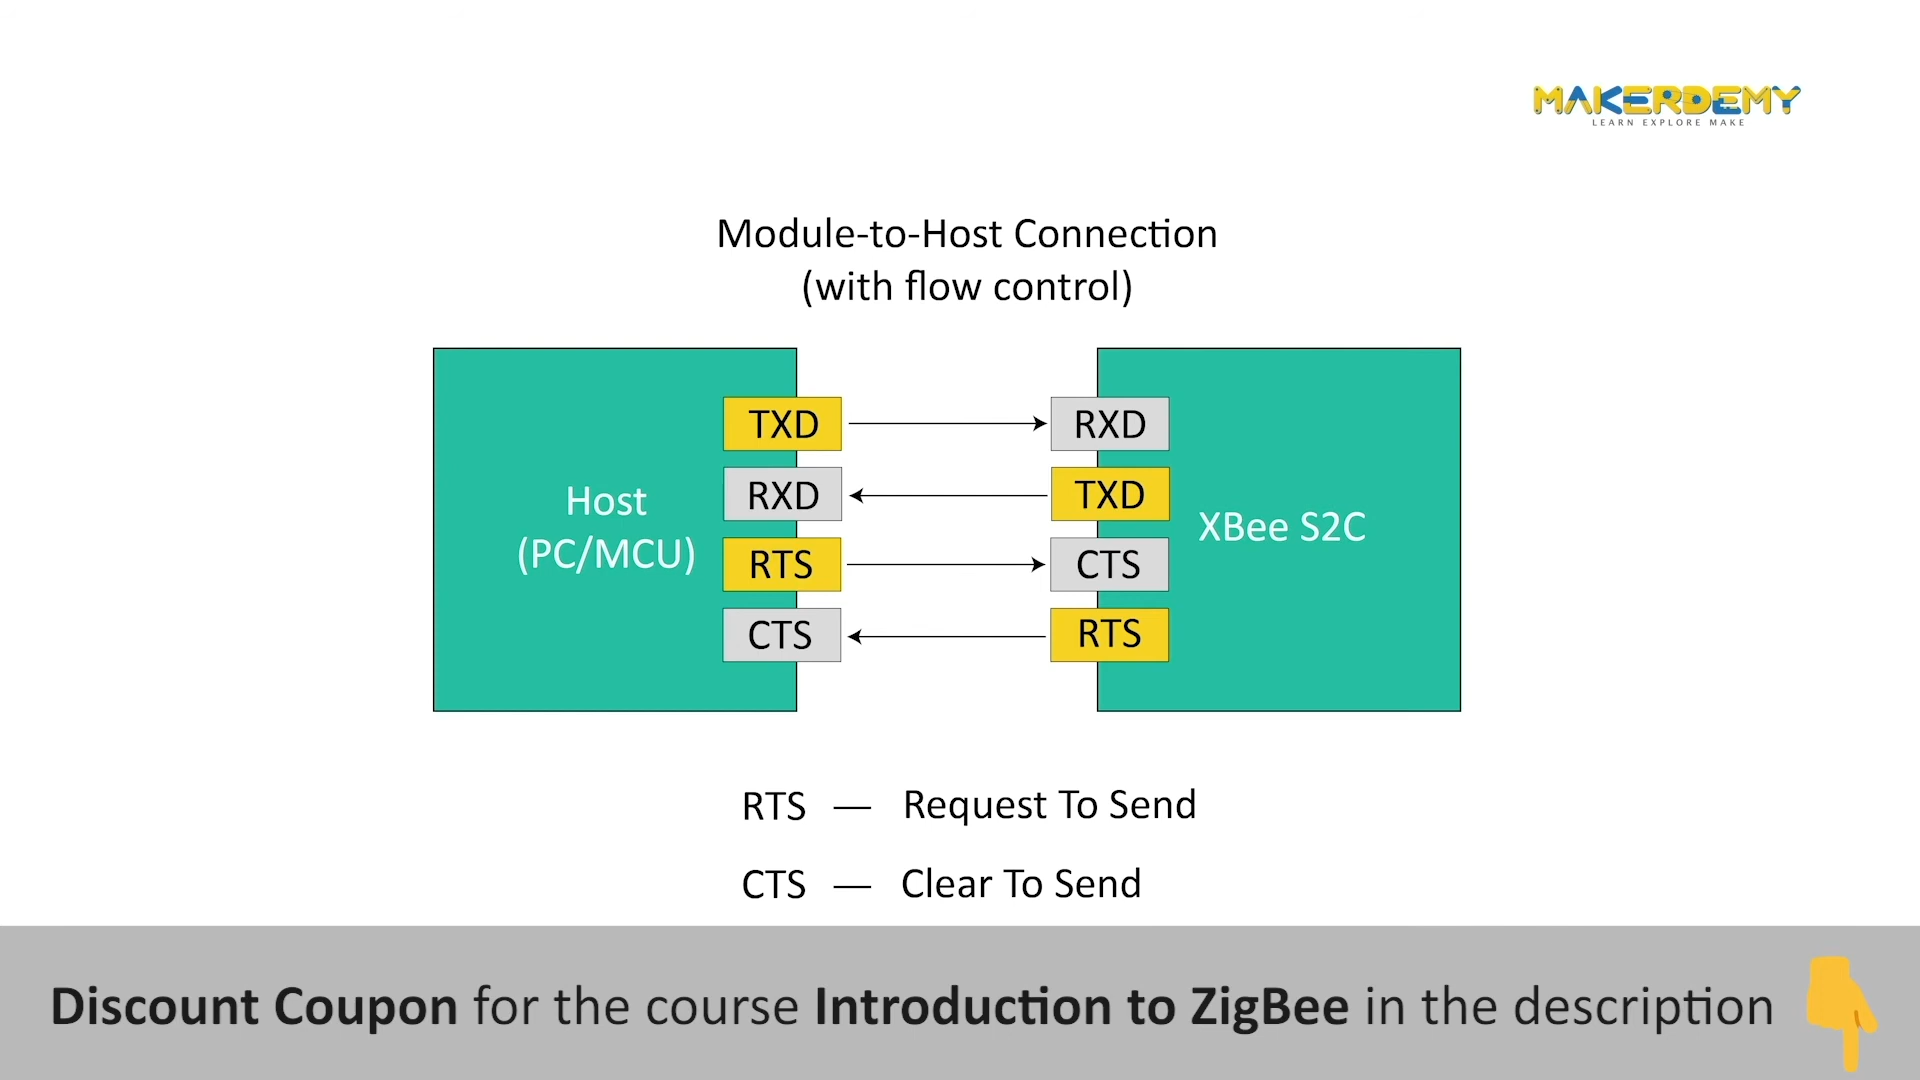 MAKERDEMY
LEARN EXPLORE MAKE
Module-to-Host Connection
(with flow control)
Host
(PC/MCU)
TXD
RXD
RTS
CTS
RXD
TXD
CTS
RTS
XBee S2C
RTS — Request To Send
CTS — Clear To Send
Discount Coupon for the course Introduction to ZigBee in the description